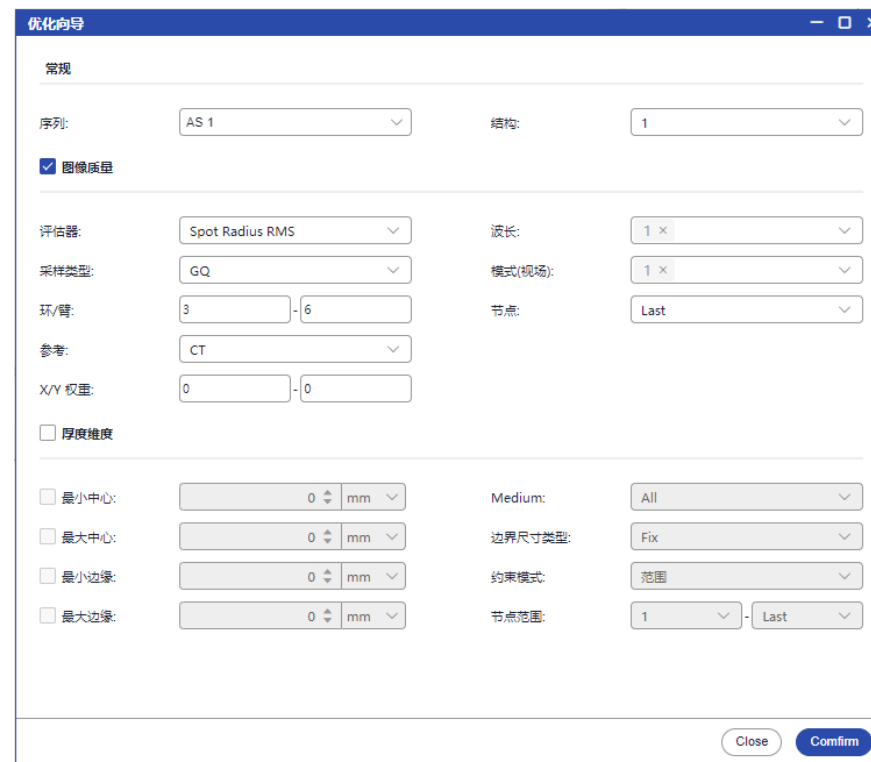 优化向导
常规
序列: AS 1 结构: 1
图像质量
评估器: Spot Radius RMS 波长: 1 ×
采样类型: GQ 模式(视场): 1 ×
环/臂: 3 - 6 节点: Last
参考: CT
X/Y 权重: 0 - 0
厚度维度
最小中心: 0 mm Medium: All
最大中心: 0 mm 边界尺寸类型: Fix
最小边缘: 0 mm 约束模式: 范围
最大边缘: 0 mm 节点范围: 1 - Last
Close Comfirm